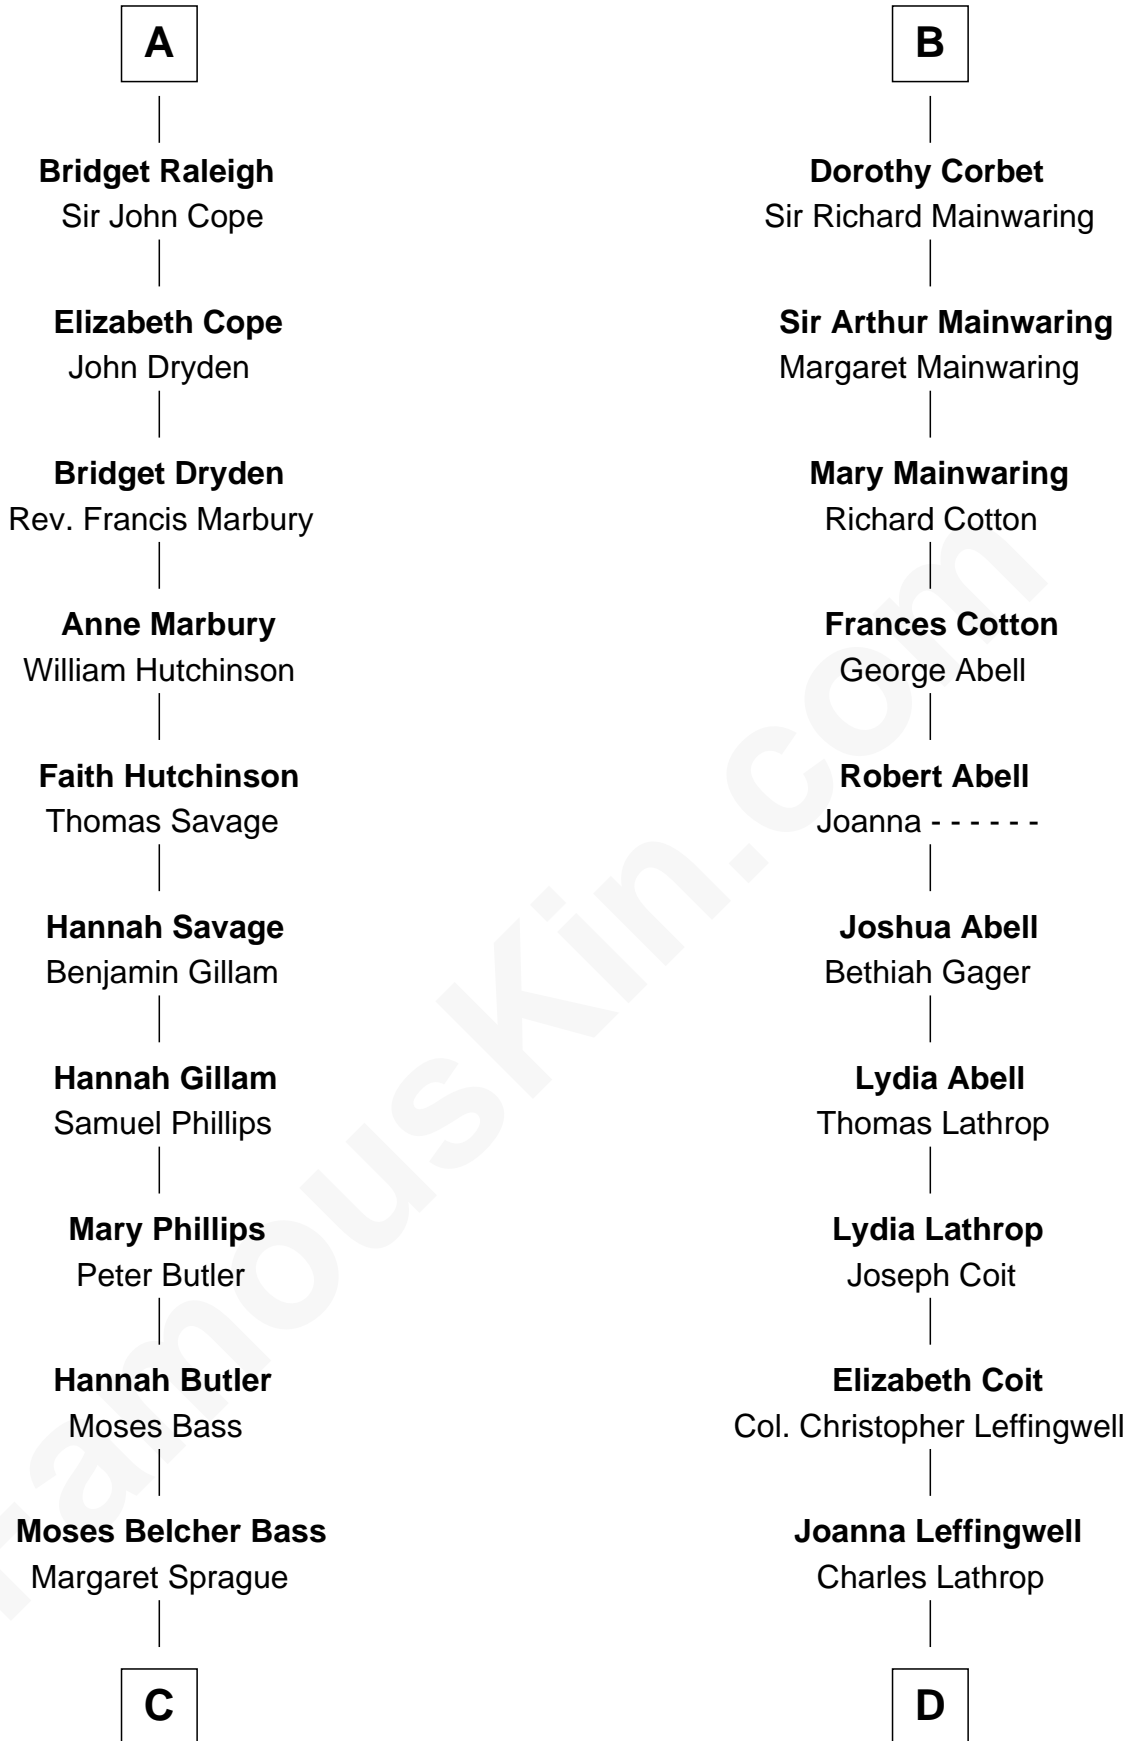 A
Bridget Raleigh
Sir John Cope
Elizabeth Cope
John Dryden
Bridget Dryden
Rev. Francis Marbury
Anne Marbury
William Hutchinson
Faith Hutchinson
Thomas Savage
Hannah Savage
Benjamin Gillam
Hannah Gillam
Samuel Phillips
Mary Phillips
Peter Butler
Hannah Butler
Moses Bass
Moses Belcher Bass
Margaret Sprague
C
B
Dorothy Corbet
Sir Richard Mainwaring
Sir Arthur Mainwaring
Margaret Mainwaring
Mary Mainwaring
Richard Cotton
Frances Cotton
George Abell
Robert Abell
Joanna - - - - - -
Joshua Abell
Bethiah Gager
Lydia Abell
Thomas Lathrop
Lydia Lathrop
Joseph Coit
Elizabeth Coit
Col. Christopher Leffingwell
Joanna Leffingwell
Charles Lathrop
D
FamousKin.com